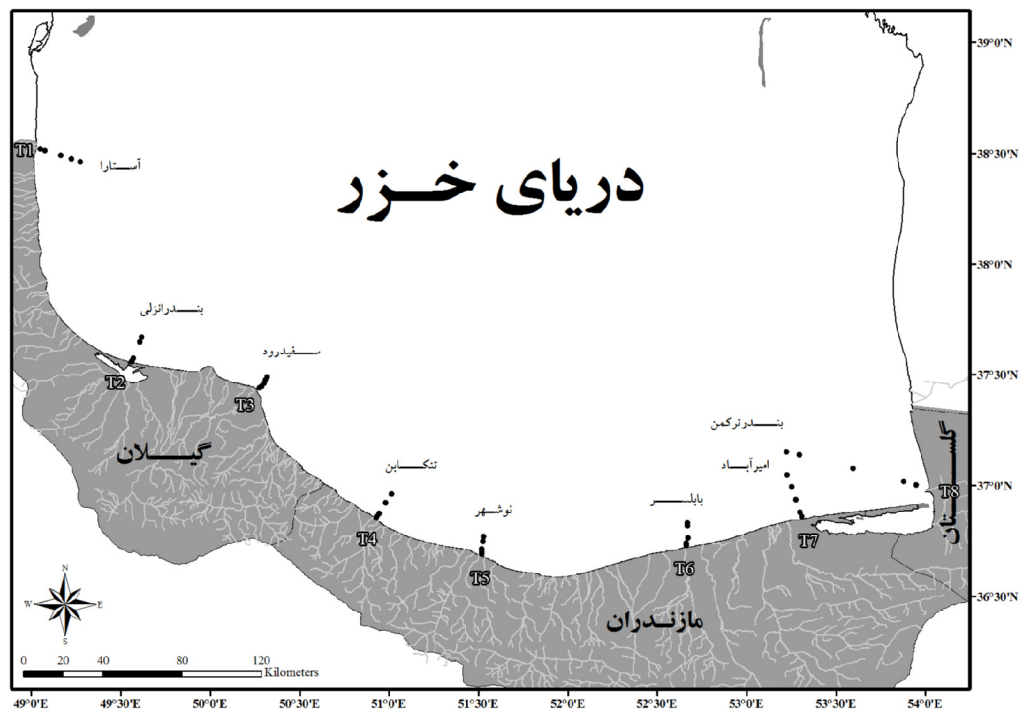 39°0'N
T1
38°30'N
آستارا
دریای خزر
38°0'N
بندرانزلی
سفیدرود
37°30'N
T2
T3
گیلان
بندرترکمن
گلستان
تنکابن
امیرآباد
37°0'N
T8
بابلسر
نوشهر
T4
T7
T5
T6
36°30'N
مازندران
N
W
E
S
0 20 40 80 120
Kilometers
49°0'E 49°30'E 50°0'E 50°30'E 51°0'E 51°30'E 52°0'E 52°30'E 53°0'E 53°30'E 54°0'E